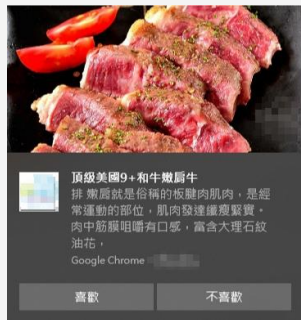 頂級美國9+和牛嫩肩牛
排 嫩肩就是俗稱的板腱肉肌肉，是經
常運動的部位，肌肉發達纖瘦緊實。
肉中筋膜咀嚼有口感，富含大理石紋
油花，
Google Chrome
喜歡
不喜歡